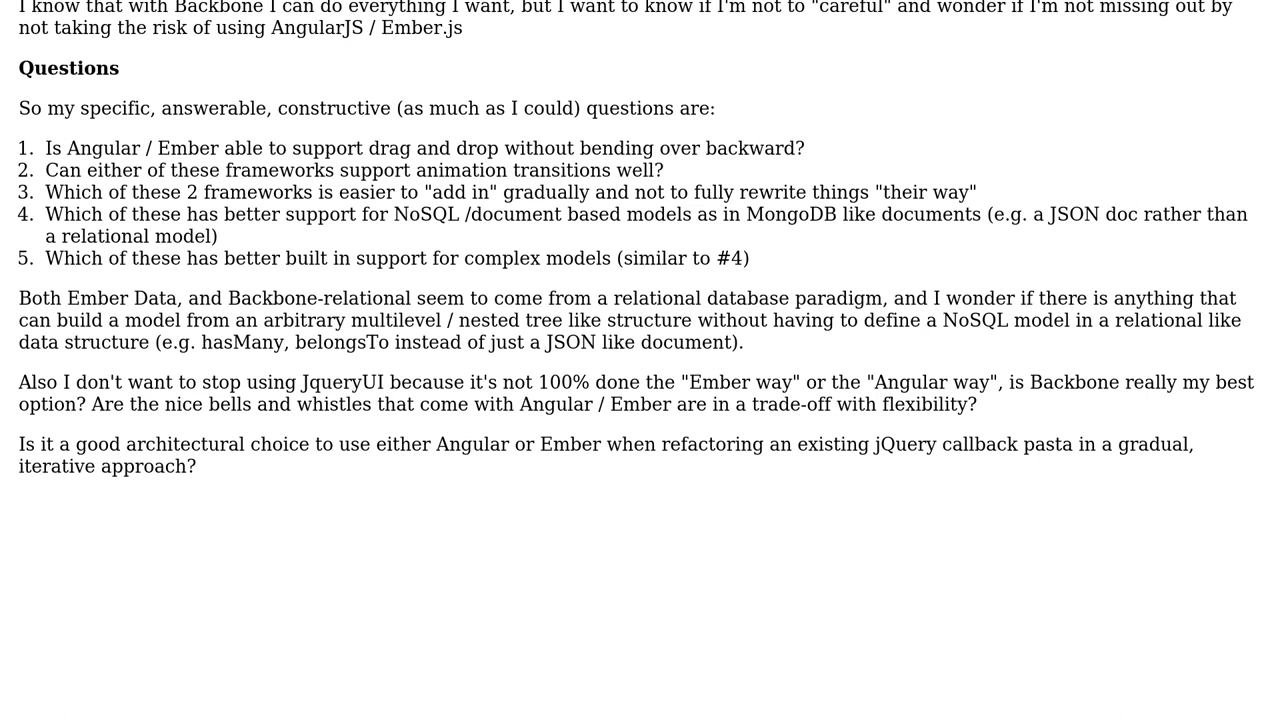 I know that with Backbone I can do everything I want, but I want to know if I'm not to "careful" and wonder if I'm not missing out by
not taking the risk of using AngularJS / Ember.js
Questions
So my specific, answerable, constructive (as much as I could) questions are:
1. Is Angular / Ember able to support drag and drop without bending over backward?
2. Can either of these frameworks support animation transitions well?
3. Which of these 2 frameworks is easier to "add in" gradually and not to fully rewrite things "their way"
4. Which of these has better support for NoSQL /document based models as in MongoDB like documents (e.g. a JSON doc rather than
a relational model)
5. Which of these has better built in support for complex models (similar to #4)
Both Ember Data, and Backbone-relational seem to come from a relational database paradigm, and I wonder if there is anything that
can build a model from an arbitrary multilevel / nested tree like structure without having to define a NoSQL model in a relational like
data structure (e.g. hasMany, belongsTo instead of just a JSON like document).
Also I don't want to stop using JqueryUI because it's not 100% done the "Ember way" or the "Angular way", is Backbone really my best
option? Are the nice bells and whistles that come with Angular / Ember are in a trade-off with flexibility?
Is it a good architectural choice to use either Angular or Ember when refactoring an existing jQuery callback pasta in a gradual,
iterative approach?